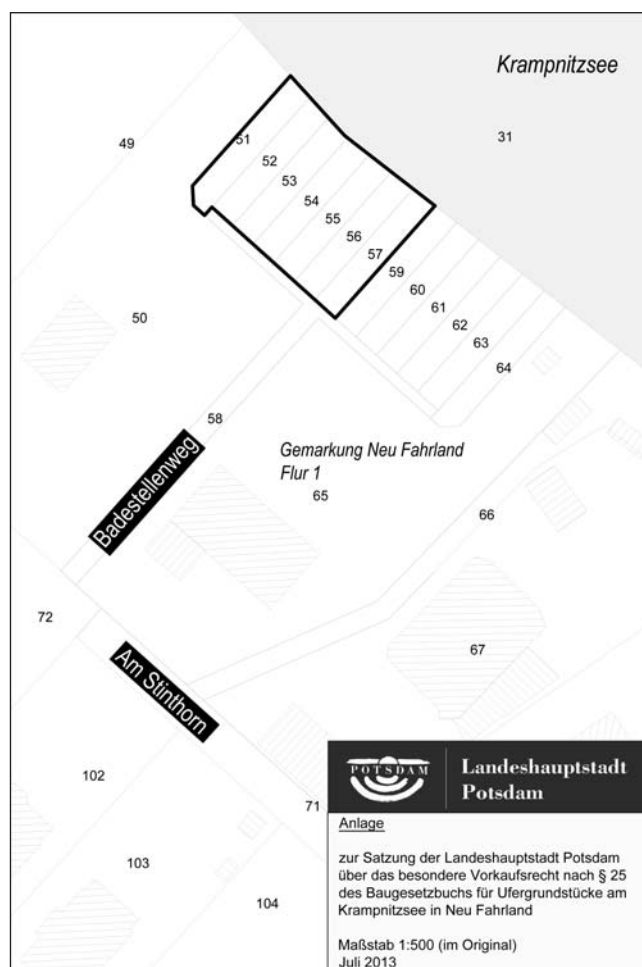 Krampnitzsee
31
49
51
52
53
54
55
56
57
59
60
61
62
63
64
50
58
Badestellenweg
Gemarkung Neu Fahrland
Flur 1
65
66
72
67
Am Stinthorn
102
71
103
104
POTSDAM
Landeshauptstadt
Potsdam
Anlage
zur Satzung der Landeshauptstadt Potsdam
über das besondere Vorkaufsrecht nach § 25
des Baugesetzbuchs für Ufergrundstücke am
Krampnitzsee in Neu Fahrland
Maßstab 1:500 (im Original)
Juli 2013